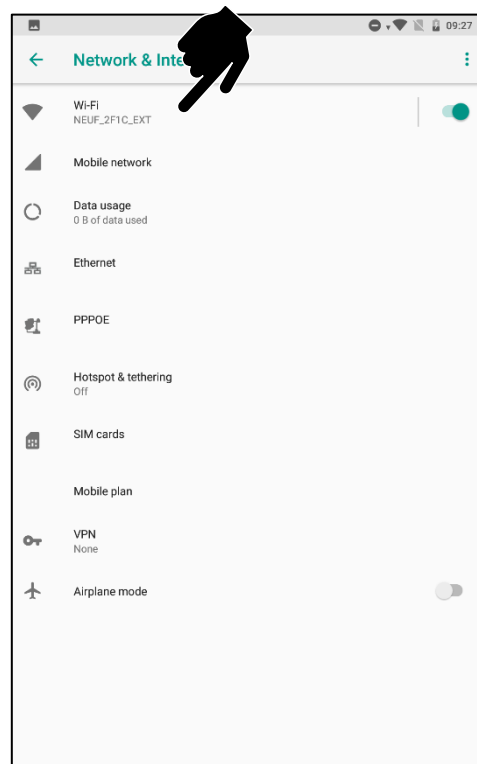 09:27
Network & Inte
Wi-Fi
NEUF_2F1C_EXT
Mobile network
Data usage
0 B of data used
Ethernet
PPPOE
Hotspot & tethering
Off
SIM cards
Mobile plan
VPN
None
Airplane mode